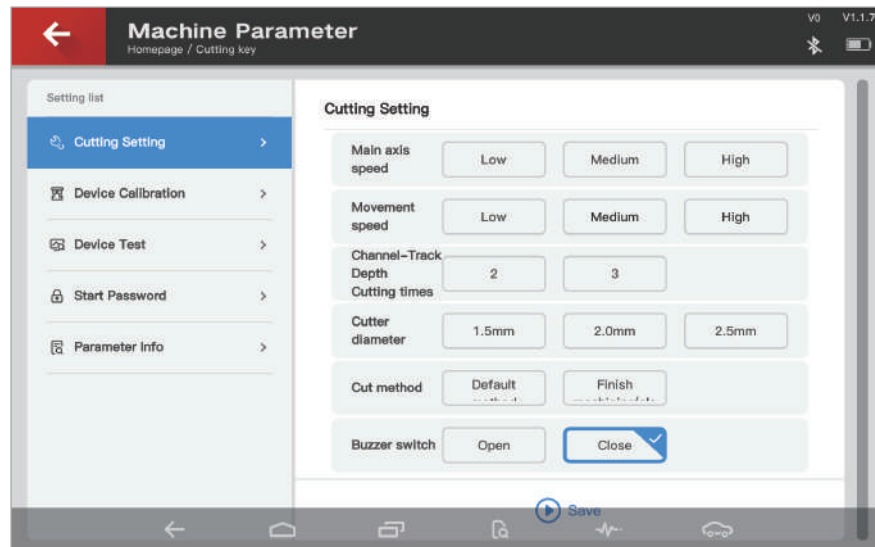 Machine Parameter
Homepage / Cutting key
V0 V1.1.7
Setting list
Cutting Setting
Device Calibration
Device Test
Start Password
Parameter Info
Cutting Setting
Main axis
speed
Low Medium High
Movement
speed
Low Medium High
Channel-Track
Depth
Cutting times
2 3
Cutter
diameter
1.5mm 2.0mm 2.5mm
Cut method
Default
Finish
Buzzer switch
Open Close
Save